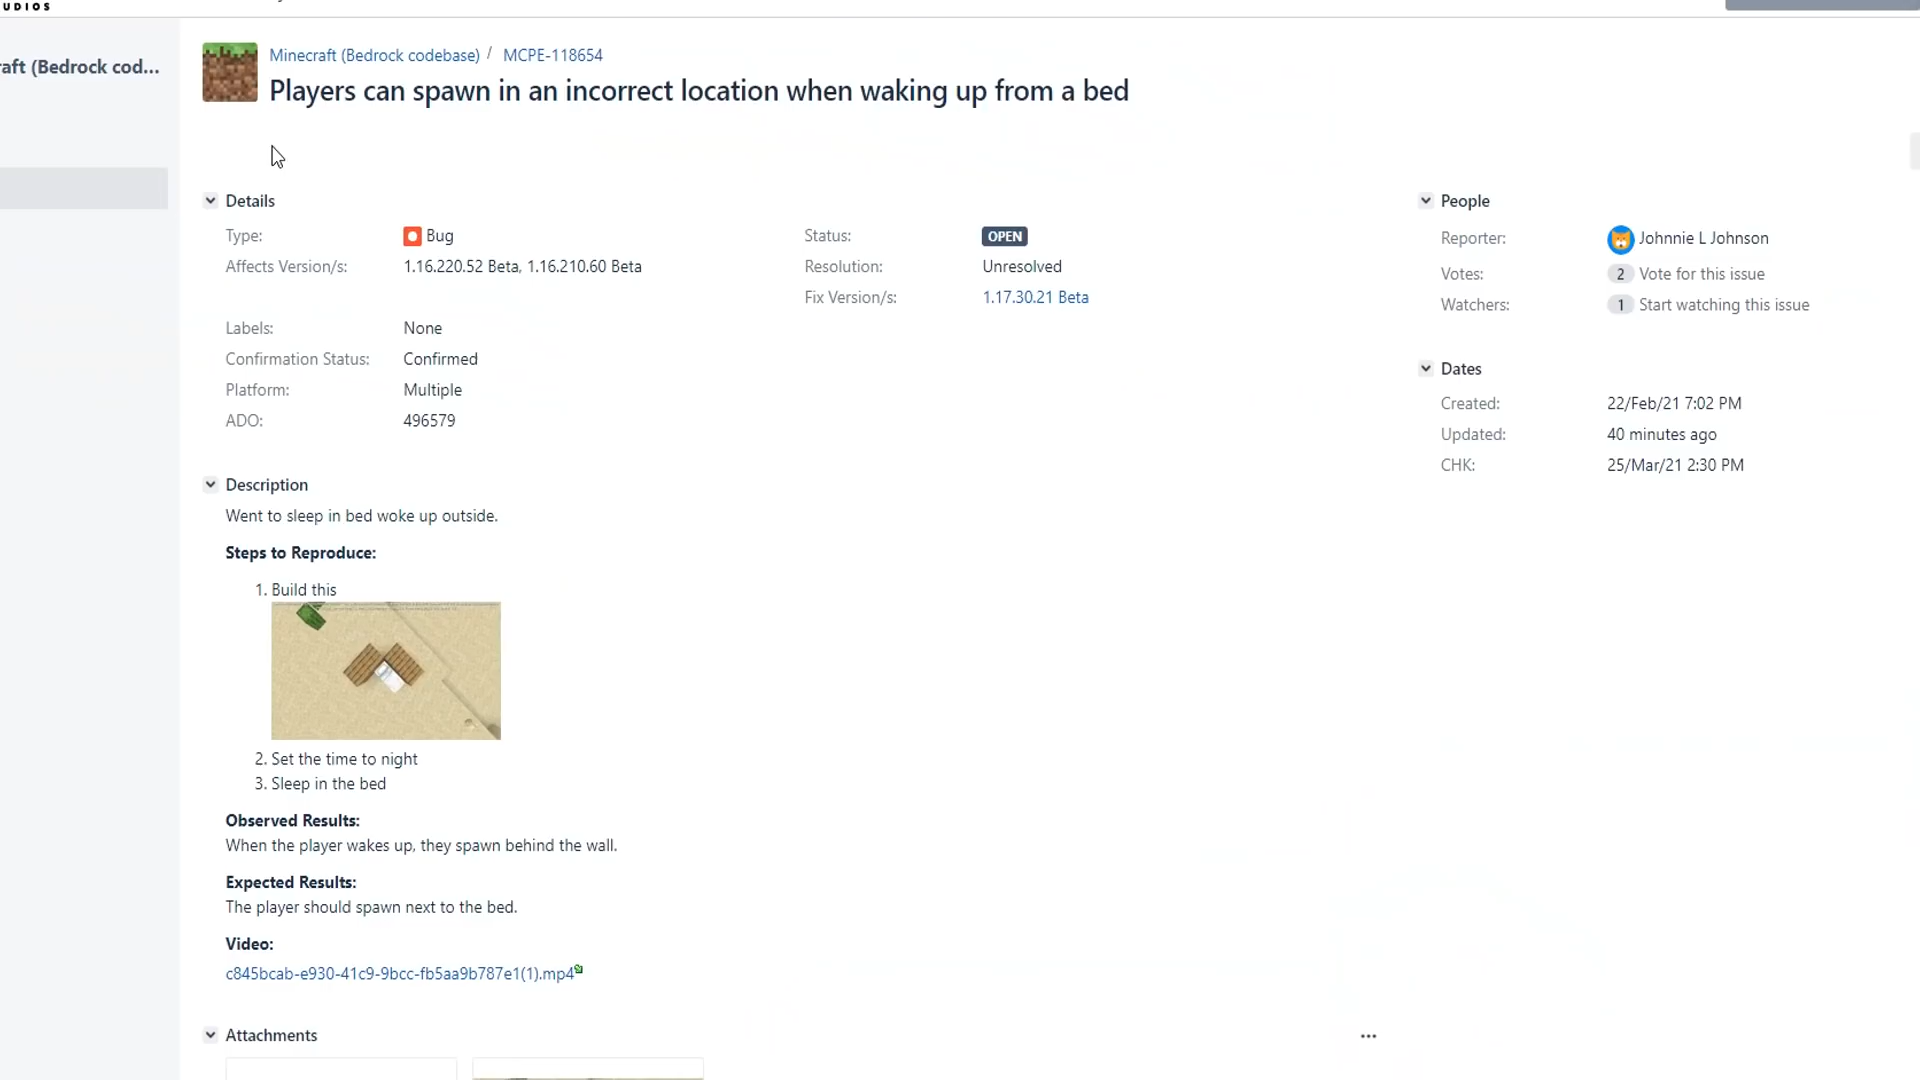 UDIOS
raft (Bedrock cod...
Minecraft (Bedrock codebase) / MCPE-118654
Players can spawn in an incorrect location when waking up from a bed
Details
Type: Bug
Affects Version/s: 1.16.220.52 Beta, 1.16.210.60 Beta
Labels: None
Confirmation Status: Confirmed
Platform: Multiple
ADO: 496579
Status: OPEN
Resolution: Unresolved
Fix Version/s: 1.17.30.21 Beta
People
Reporter: Johnnie L Johnson
Votes: 2 Vote for this issue
Watchers: 1 Start watching this issue
Dates
Created: 22/Feb/21 7:02 PM
Updated: 40 minutes ago
CHK: 25/Mar/21 2:30 PM
Description
Went to sleep in bed woke up outside.
Steps to Reproduce:
1. Build this
2. Set the time to night
3. Sleep in the bed
Observed Results:
When the player wakes up, they spawn behind the wall.
Expected Results:
The player should spawn next to the bed.
Video:
c845bcab-e930-41c9-9bcc-fb5aa9b787e1(1).mp4
Attachments
...